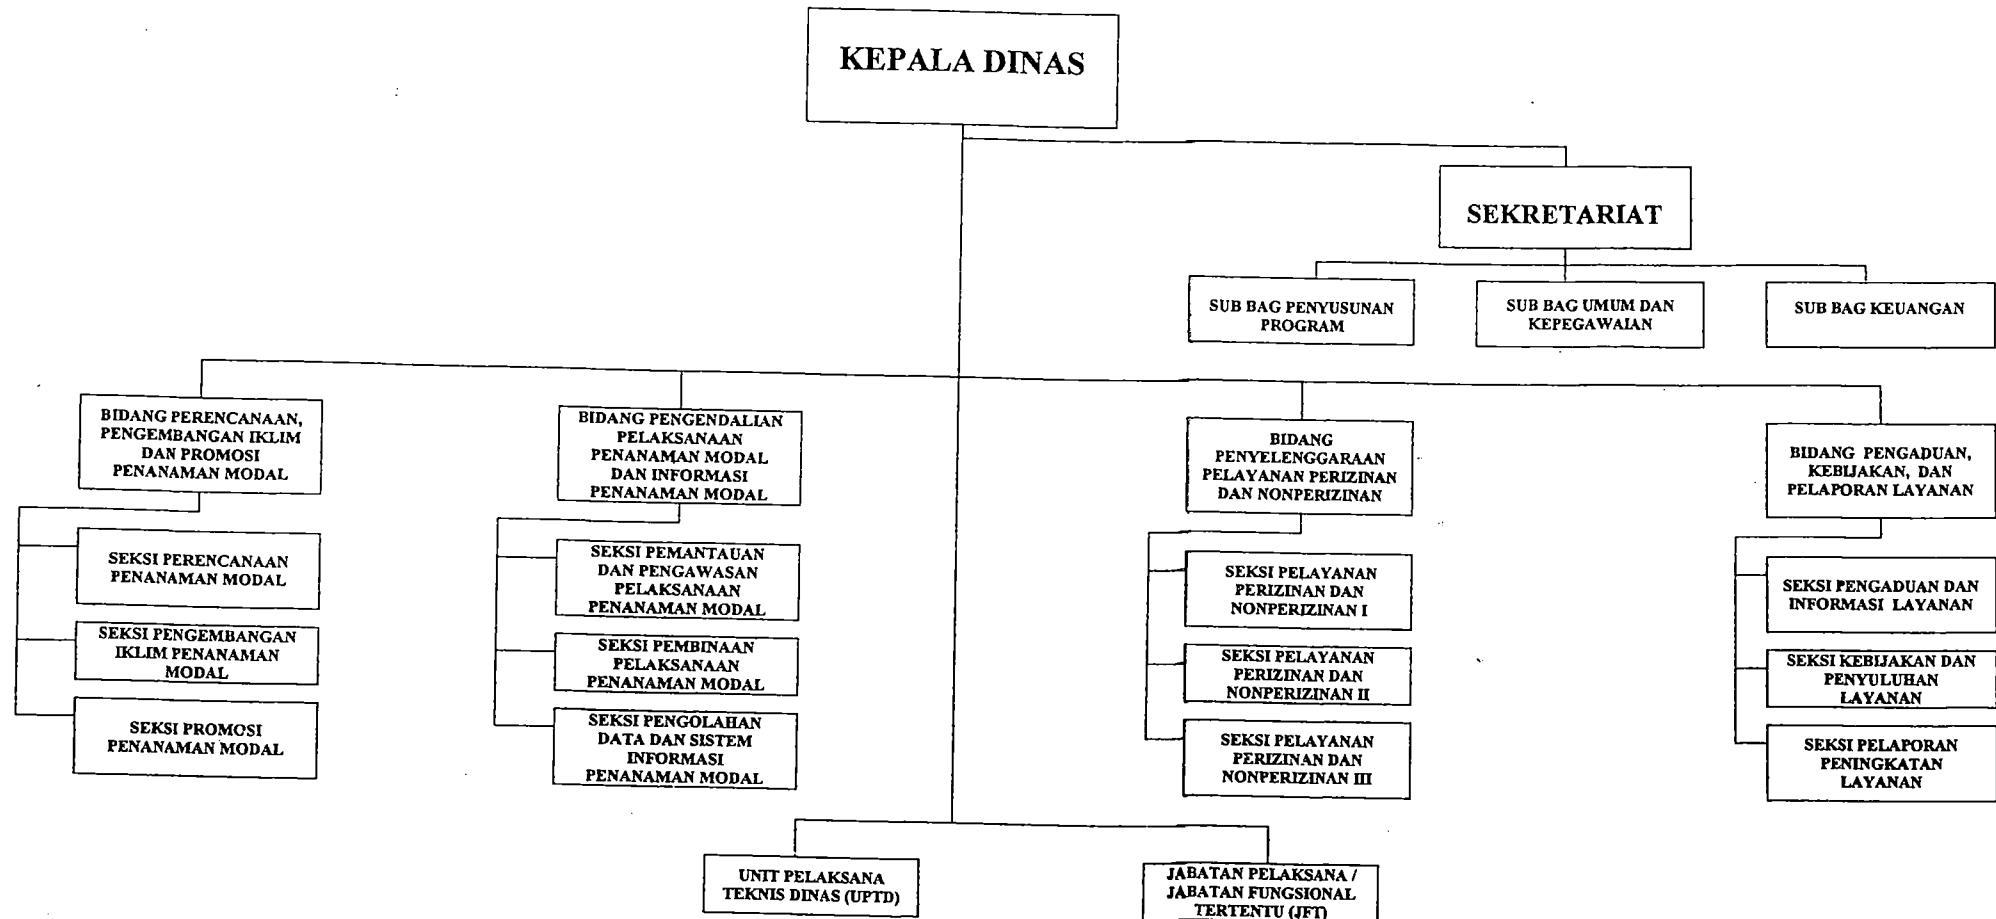 KEPALA DINAS
SEKRETARIAT
SUB BAG PENYUSUNAN
PROGRAM
SUB BAG UMUM DAN
KEPEGAWAIAN
SUB BAG KEUANGAN
BIDANG PERENCANAAN,
PENGEMBANGAN IKLIM
DAN PROMOSI
PENANAMAN MODAL
SEKSI PERENCANAAN
PENANAMAN MODAL
SEKSI PENGEMBANGAN
IKLIM PENANAMAN
MODAL
SEKSI PROMOSI
PENANAMAN MODAL
BIDANG PENGENDALIAN
PELAKSANAAN
PENANAMAN MODAL
DAN INFORMASI
PENANAMAN MODAL
SEKSI PEMANTAUAN
DAN PENGAWASAN
PELAKSANAAN
PENANAMAN MODAL
SEKSI PEMBINAAN
PELAKSANAAN
PENANAMAN MODAL
SEKSI PENGOLAHAN
DATA DAN SISTEM
INFORMASI
PENANAMAN MODAL
BIDANG
PENYELENGGARAAN
PELAYANAN PERIZINAN
DAN NONPERIZINAN
SEKSI PELAYANAN
PERIZINAN DAN
NONPERIZINAN I
SEKSI PELAYANAN
PERIZINAN DAN
NONPERIZINAN II
SEKSI PELAYANAN
PERIZINAN DAN
NONPERIZINAN III
BIDANG PENGADUAN,
KEBIJAKAN, DAN
PELAPORAN LAYANAN
SEKSI PENGADUAN DAN
INFORMASI LAYANAN
SEKSI KEBIJAKAN DAN
PENYULUHAN
LAYANAN
SEKSI PELAPORAN
PENINGKATAN
LAYANAN
UNIT PELAKSANA
TEKNIS DINAS (UPTD)
JABATAN PELAKSANA /
JABATAN FUNGSIONAL
TERTENTU (JFT)